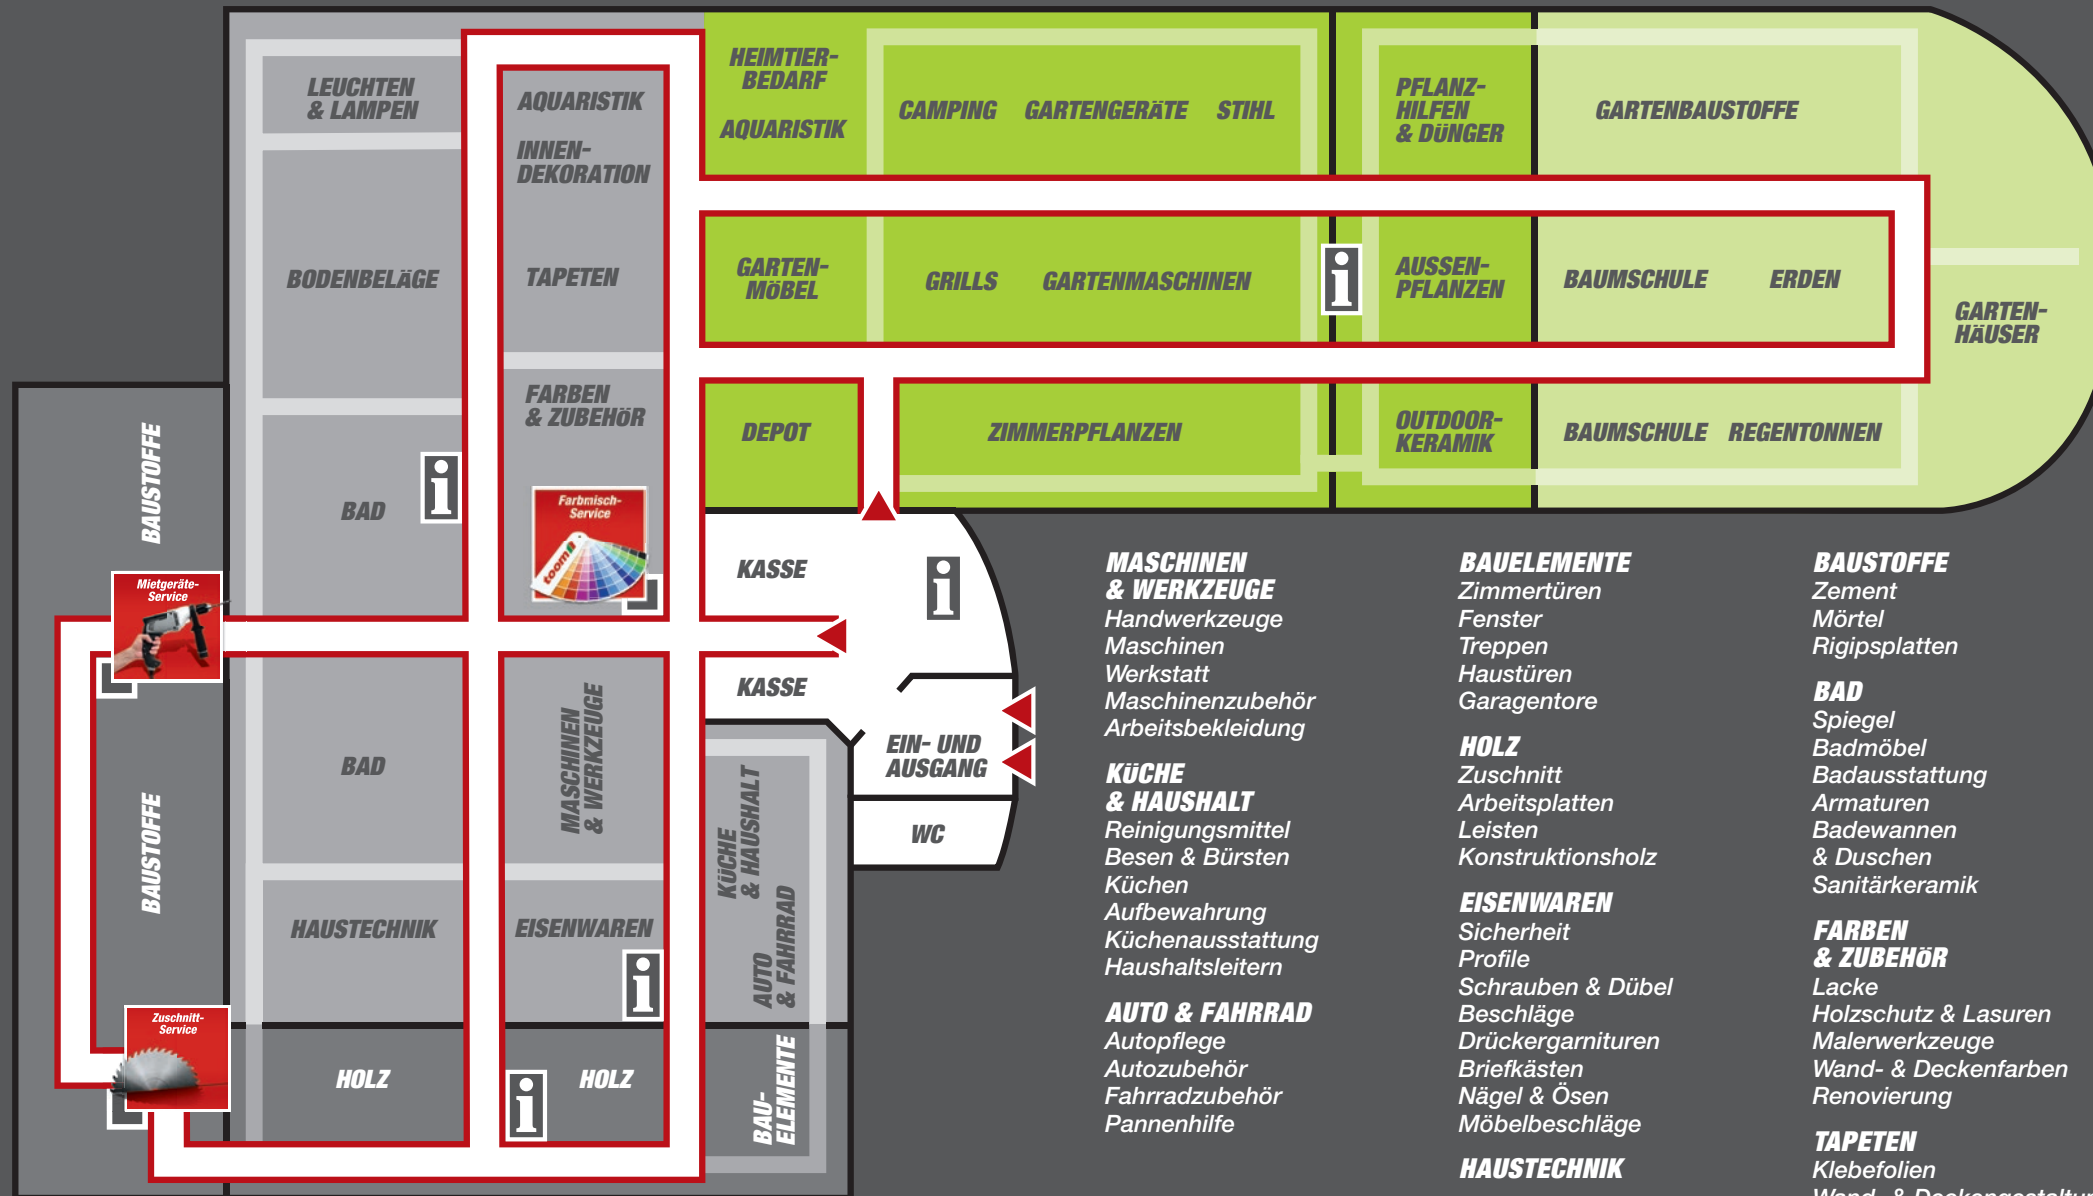 LEUCHTEN
& LAMPEN
BODENBELÄGE
BAD
BAD
HAUSTECHNIK
HOLZ
AQUARISTIK
INNEN-
DEKORATION
TAPETEN
FARBEN
& ZUBEHÖR
Farbmisch-
Service
toom
MASCHINEN
& WERKZEUGE
EISENWAREN
i
HOLZ
i
i
BAUSTOFFE
Mietgeräte-
Service
BAUSTOFFE
Zuschnitt-
Service
HEIMTIER-
BEDARF
AQUARISTIK
CAMPING GARTENGERÄTE STIHL
PFLANZ-
HILFEN
& DÜNGER
GARTENBAUSTOFFE
GARTEN-
MÖBEL
GRILLS GARTENMASCHINEN
i
AUSSEN-
PFLANZEN
BAUMSCHULE ERDEN
GARTEN-
HÄUSER
DEPOT
ZIMMERPFLANZEN
OUTDOOR-
KERAMIK
BAUMSCHULE REGENTONNEN
KASSE
i
KASSE
EIN- UND
AUSGANG
WC
KÜCHE
& HAUSHALT
AUTO
& FAHRRAD
BAU-
ELEMENTE
MASCHINEN
& WERKZEUGE
Handwerkzeuge
Maschinen
Werkstatt
Maschinenzubehör
Arbeitsbekleidung
KÜCHE
& HAUSHALT
Reinigungsmittel
Besen & Bürsten
Küchen
Aufbewahrung
Küchenausstattung
Haushaltsleitern
AUTO & FAHRRAD
Autopflege
Autozubehör
Fahrradzubehör
Pannenhilfe
BAUELEMENTE
Zimmertüren
Fenster
Treppen
Haustüren
Garagentore
HOLZ
Zuschnitt
Arbeitsplatten
Leisten
Konstruktionsholz
EISENWAREN
Sicherheit
Profile
Schrauben & Dübel
Beschläge
Drückergarnituren
Briefkästen
Nägel & Ösen
Möbelbeschläge
HAUSTECHNIK
BAUSTOFFE
Zement
Mörtel
Rigipsplatten
BAD
Spiegel
Badmöbel
Badausstattung
Armaturen
Badewannen
& Duschen
Sanitärkeramik
FARBEN
& ZUBEHÖR
Lacke
Holzschutz & Lasuren
Malerwerkzeuge
Wand- & Deckenfarben
Renovierung
TAPETEN
Klebefolien